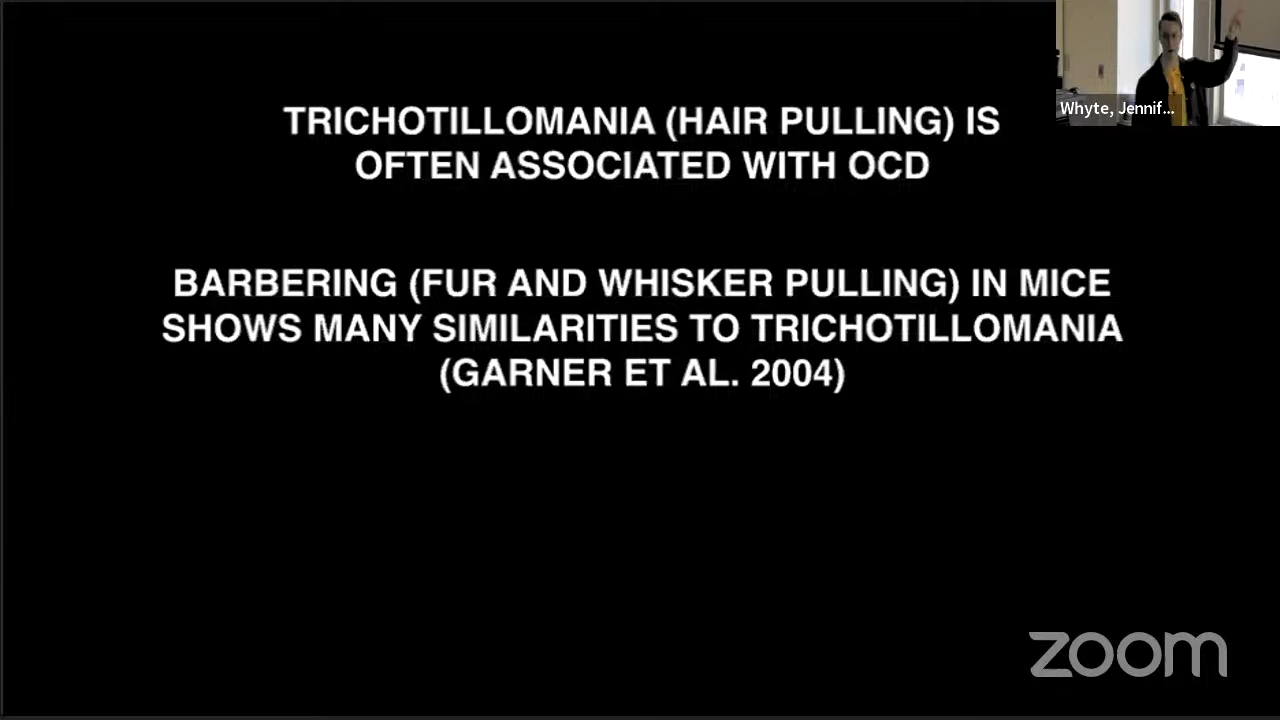 Whyte, Jennif...
TRICHOTILLOMANIA (HAIR PULLING) IS
OFTEN ASSOCIATED WITH OCD
BARBERING (FUR AND WHISKER PULLING) IN MICE
SHOWS MANY SIMILARITIES TO TRICHOTILLOMANIA
(GARNER ET AL. 2004)
zoom